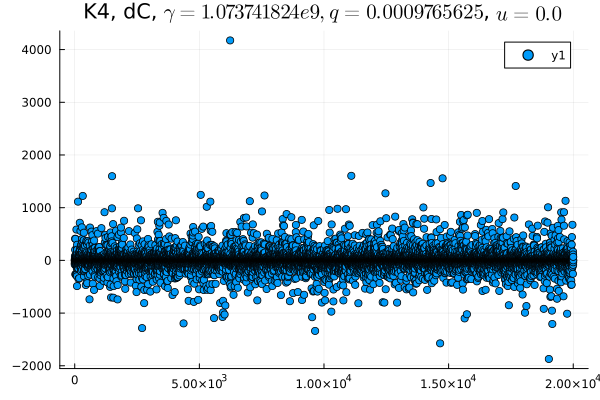 K4, dC, γ = 1.073741824e9, q = 0.0009765625, u = 0.0
y1
4000
3000
2000
1000
0
−1000
−2000
0 5.00×10³ 1.00×10⁴ 1.50×10⁴ 2.00×10⁴